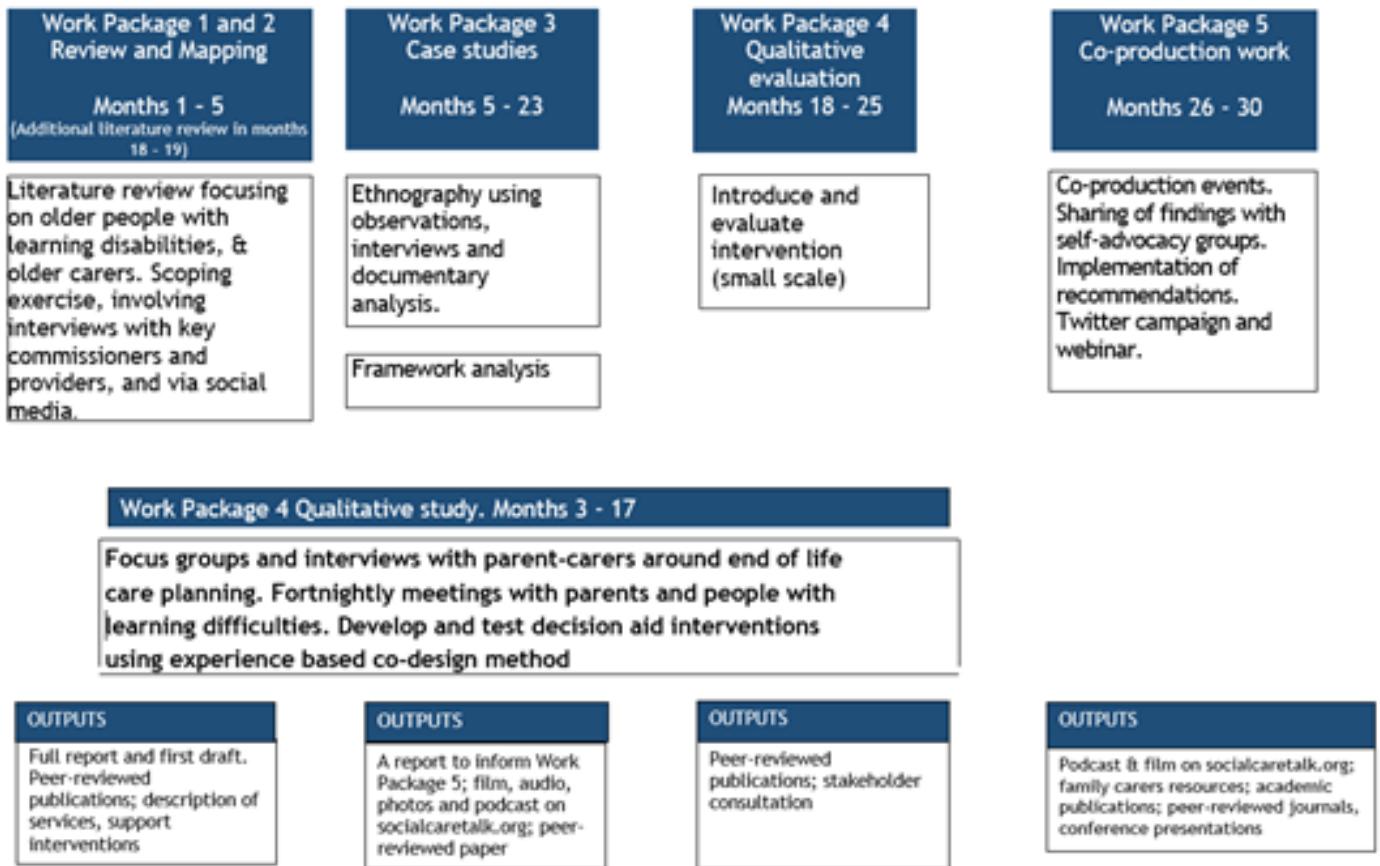 Work Package 1 and 2
Review and Mapping
Months 1 - 5
(Additional literature review in months
18 - 19)
Literature review focusing
on older people with
learning disabilities, &
older carers. Scoping
exercise, involving
interviews with key
commissioners and
providers, and via social
media.
Work Package 3
Case studies
Months 5 - 23
Ethnography using
observations,
interviews and
documentary
analysis.
Framework analysis
Work Package 4
Qualitative
evaluation
Months 18 - 25
Introduce and
evaluate
intervention
(small scale)
Work Package 5
Co-production work
Months 26 - 30
Co-production events.
Sharing of findings with
self-advocacy groups.
Implementation of
recommendations.
Twitter campaign and
webinar.
Work Package 4 Qualitative study. Months 3 - 17
Focus groups and interviews with parent-carers around end of life
care planning. Fortnightly meetings with parents and people with
learning difficulties. Develop and test decision aid interventions
using experience based co-design method
OUTPUTS
Full report and first draft.
Peer-reviewed
publications; description of
services, support
interventions
OUTPUTS
A report to inform Work
Package 5; film, audio,
photos and podcast on
socialcaretalk.org; peer-
reviewed paper
OUTPUTS
Peer-reviewed
publications; stakeholder
consultation
OUTPUTS
Podcast & film on socialcaretalk.org;
family carers resources; academic
publications; peer-reviewed journals,
conference presentations